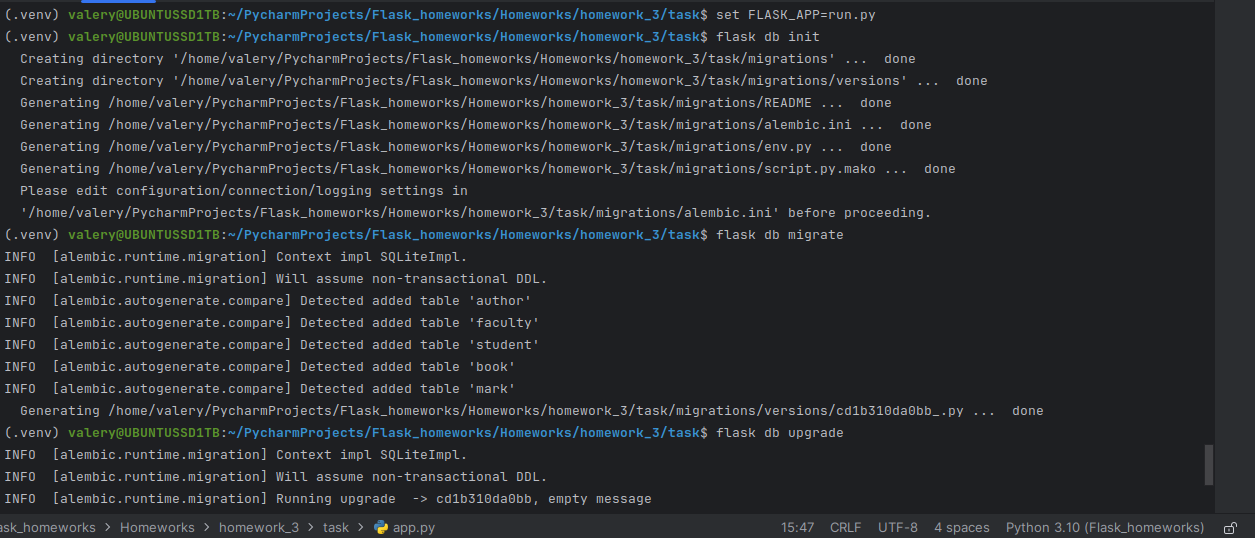 (.venv) valery@UBUNTUSSD1TB:~/PycharmProjects/Flask_homeworks/Homeworks/homework_3/task$ set FLASK_APP=run.py
(.venv) valery@UBUNTUSSD1TB:~/PycharmProjects/Flask_homeworks/Homeworks/homework_3/task$ flask db init
  Creating directory '/home/valery/PycharmProjects/Flask_homeworks/Homeworks/homework_3/task/migrations' ...  done
  Creating directory '/home/valery/PycharmProjects/Flask_homeworks/Homeworks/homework_3/task/migrations/versions' ...  done
  Generating /home/valery/PycharmProjects/Flask_homeworks/Homeworks/homework_3/task/migrations/README ...  done
  Generating /home/valery/PycharmProjects/Flask_homeworks/Homeworks/homework_3/task/migrations/alembic.ini ...  done
  Generating /home/valery/PycharmProjects/Flask_homeworks/Homeworks/homework_3/task/migrations/env.py ...  done
  Generating /home/valery/PycharmProjects/Flask_homeworks/Homeworks/homework_3/task/migrations/script.py.mako ...  done
  Please edit configuration/connection/logging settings in
  '/home/valery/PycharmProjects/Flask_homeworks/Homeworks/homework_3/task/migrations/alembic.ini' before proceeding.
(.venv) valery@UBUNTUSSD1TB:~/PycharmProjects/Flask_homeworks/Homeworks/homework_3/task$ flask db migrate
INFO  [alembic.runtime.migration] Context impl SQLiteImpl.
INFO  [alembic.runtime.migration] Will assume non-transactional DDL.
INFO  [alembic.autogenerate.compare] Detected added table 'author'
INFO  [alembic.autogenerate.compare] Detected added table 'faculty'
INFO  [alembic.autogenerate.compare] Detected added table 'student'
INFO  [alembic.autogenerate.compare] Detected added table 'book'
INFO  [alembic.autogenerate.compare] Detected added table 'mark'
  Generating /home/valery/PycharmProjects/Flask_homeworks/Homeworks/homework_3/task/migrations/versions/cd1b310da0bb_.py ...  done
(.venv) valery@UBUNTUSSD1TB:~/PycharmProjects/Flask_homeworks/Homeworks/homework_3/task$ flask db upgrade
INFO  [alembic.runtime.migration] Context impl SQLiteImpl.
INFO  [alembic.runtime.migration] Will assume non-transactional DDL.
INFO  [alembic.runtime.migration] Running upgrade  -> cd1b310da0bb, empty message
ask_homeworks > Homeworks > homework_3 > task > app.py 15:47 CRLF UTF-8 4 spaces Python 3.10 (Flask_homeworks)